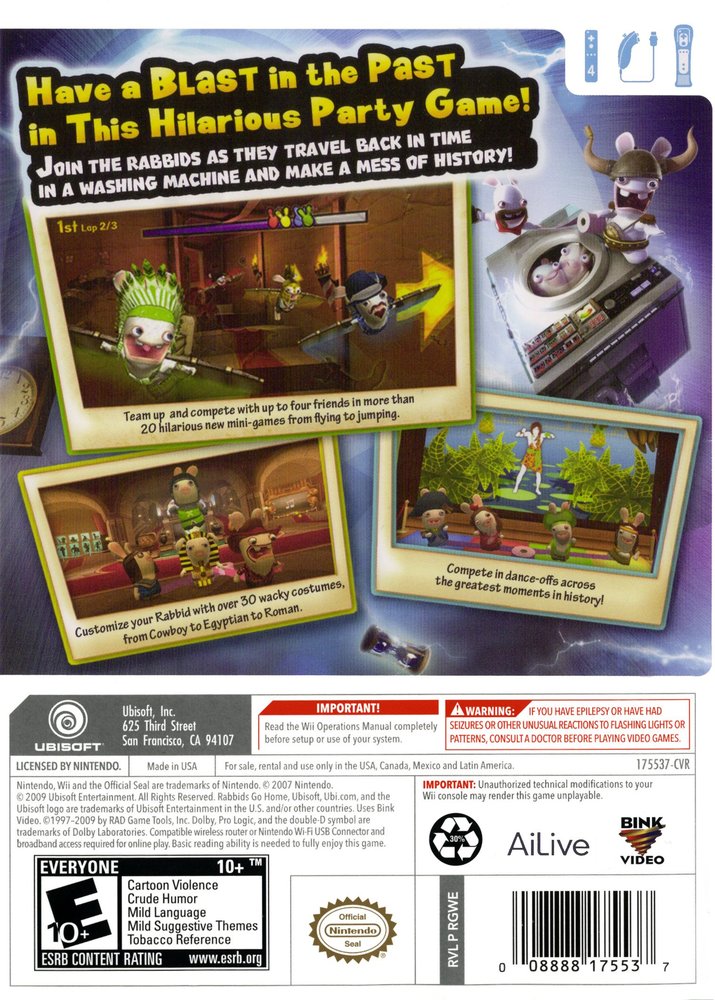 4
Have a Blast in the Past
in This Hilarious Party Game!
Join the Rabbids as they travel back in time
in a washing machine and make a mess of history!
1st Lap 2/3
Team up and compete with up to four friends in more than
20 hilarious new mini-games from flying to jumping.
Customize your Rabbid with over 30 wacky costumes,
from Cowboy to Egyptian to Roman.
Compete in dance-offs across
the greatest moments in history!
UBISOFT
Ubisoft, Inc.
625 Third Street
San Francisco, CA 94107
IMPORTANT!
Read the Wii Operations Manual completely
before setup or use of your system.
WARNING: IF YOU HAVE EPILEPSY OR HAVE HAD
SEIZURES OR OTHER UNUSUAL REACTIONS TO FLASHING LIGHTS OR
PATTERNS, CONSULT A DOCTOR BEFORE PLAYING VIDEO GAMES.
LICENSED BY NINTENDO.
Made in USA
For sale, rental and use only in the USA, Canada, Mexico and Latin America.
175537-CVR
Nintendo, Wii and the Official Seal are trademarks of Nintendo. © 2007 Nintendo.
© 2009 Ubisoft Entertainment. All Rights Reserved. Rabbids Go Home, Ubisoft, Ubi.com, and the
Ubisoft logo are trademarks of Ubisoft Entertainment in the U.S. and/or other countries. Uses Bink
Video. ©1997–2009 by RAD Game Tools, Inc. Dolby, Pro Logic, and the double-D symbol are
trademarks of Dolby Laboratories. Compatible wireless router or Nintendo Wi-Fi USB Connector and
broadband access required for online play. Basic reading ability is needed to fully enjoy this game.
IMPORTANT: Unauthorized technical modifications to your
Wii console may render this game unplayable.
30%
AiLive
BINK
VIDEO
EVERYONE 10+ ™
E
10+
Cartoon Violence
Crude Humor
Mild Language
Mild Suggestive Themes
Tobacco Reference
ESRB CONTENT RATING www.esrb.org
Official
Nintendo
Seal
RVL P RGWE
0 08888 17553 7